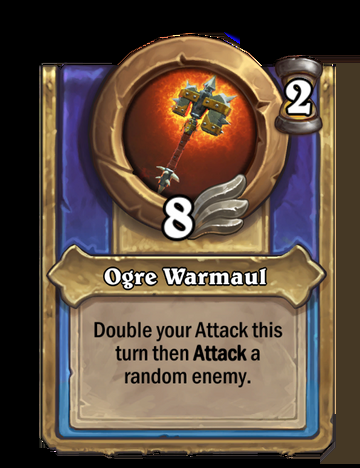 2
8
Ogre Warmaul
Double your Attack this
turn then Attack a
random enemy.